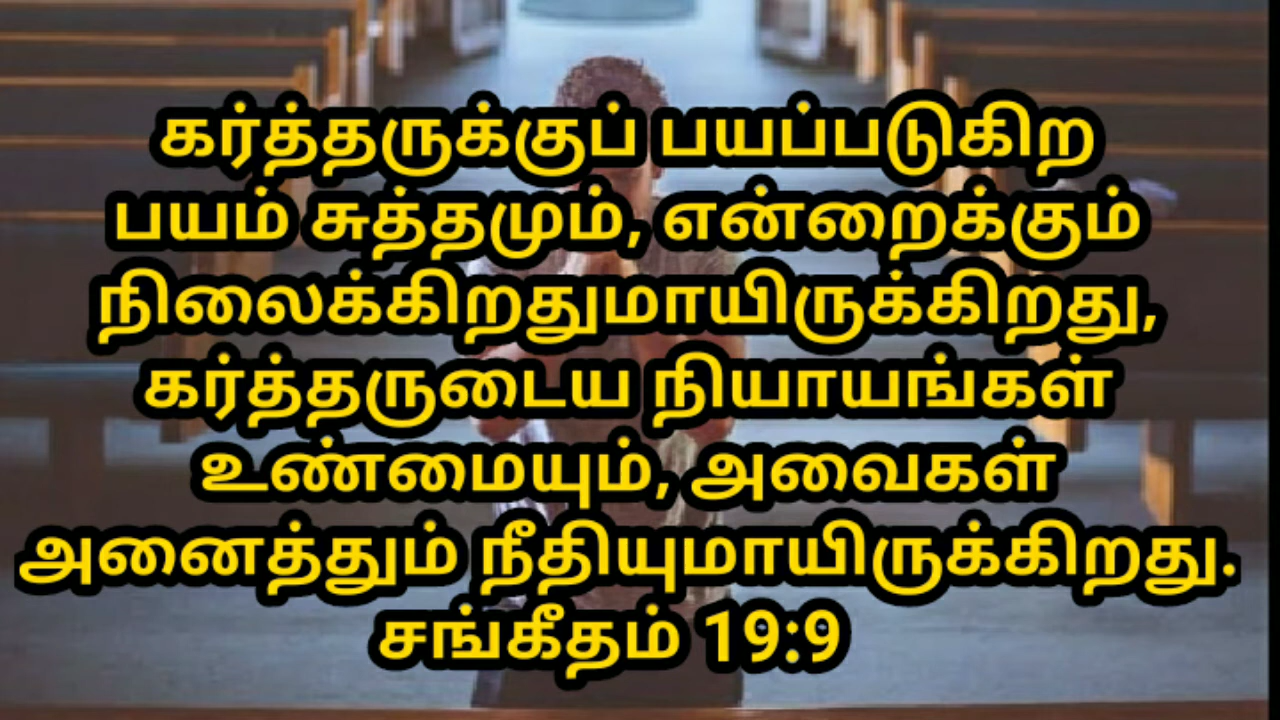 கர்த்தருக்குப் பயப்படுகிற
பயம் சுத்தமும், என்றைக்கும்
நிலைக்கிறதுமாயிருக்கிறது,
கர்த்தருடைய நியாயங்கள்
உண்மையும், அவைகள்
அனைத்தும் நீதியுமாயிருக்கிறது.
சங்கீதம் 19:9